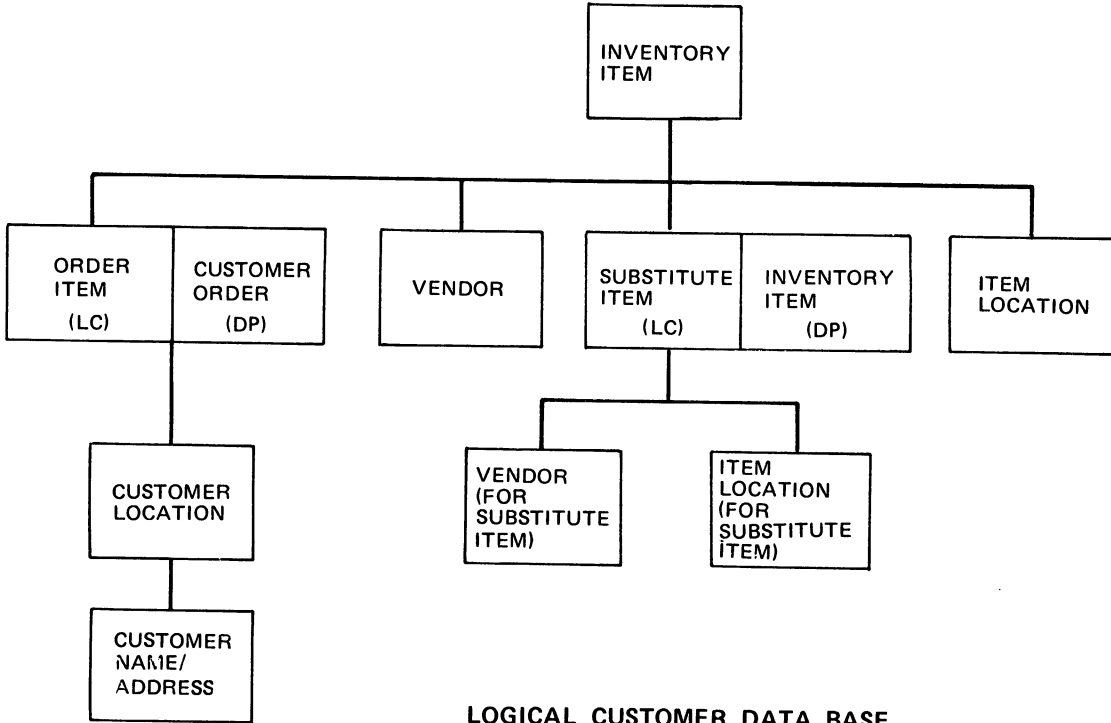 INVENTORY
ITEM
ORDER
ITEM
(LC)
CUSTOMER
ORDER
(DP)
VENDOR
SUBSTITUTE
ITEM
(LC)
INVENTORY
ITEM
(DP)
ITEM
LOCATION
CUSTOMER
LOCATION
VENDOR
(FOR
SUBSTITUTE
ITEM)
ITEM
LOCATION
(FOR
SUBSTITUTE
ITEM)
CUSTOMER
NAME/
ADDRESS
LOGICAL CUSTOMER DATA BASE